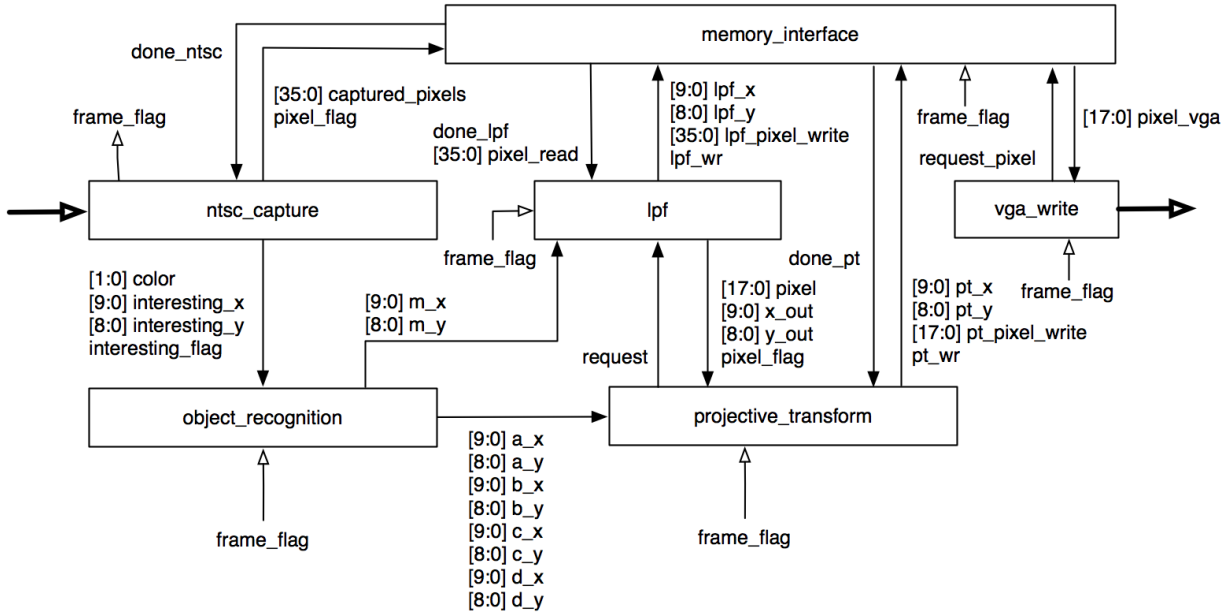 memory_interface
done_ntsc
[35:0] captured_pixels
pixel_flag
frame_flag
done_lpf
[35:0] pixel_read
[9:0] lpf_x
[8:0] lpf_y
[35:0] lpf_pixel_write
lpf_wr
frame_flag
[17:0] pixel_vga
request_pixel
ntsc_capture
lpf
vga_write
frame_flag
done_pt
frame_flag
[1:0] color
[9:0] interesting_x
[8:0] interesting_y
interesting_flag
[9:0] m_x
[8:0] m_y
request
[17:0] pixel
[9:0] x_out
[8:0] y_out
pixel_flag
[9:0] pt_x
[8:0] pt_y
[17:0] pt_pixel_write
pt_wr
object_recognition
projective_transform
[9:0] a_x
[8:0] a_y
[9:0] b_x
[8:0] b_y
[9:0] c_x
[8:0] c_y
[9:0] d_x
[8:0] d_y
frame_flag
frame_flag